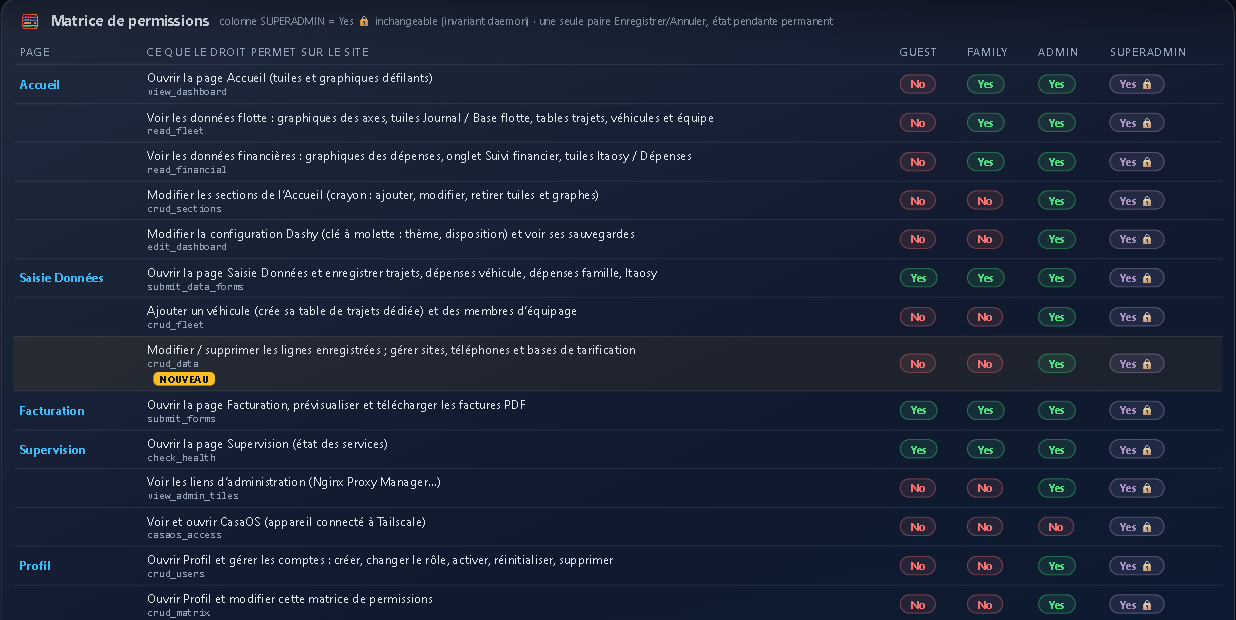 Matrice de permissions colonne SUPERADMIN = Yes 🔒 inchangeable (invariant daemon) · une seule paire Enregistrer/Annuler, état pendante permanent
PAGE CE QUE LE DROIT PERMET SUR LE SITE GUEST FAMILY ADMIN SUPERADMIN
Accueil Ouvrir la page Accueil (tuiles et graphiques défilants) No Yes Yes Yes 🔒
view_dashboard
Voir les données flotte : graphiques des axes, tuiles Journal / Base flotte, tables trajets, véhicules et équipe No Yes Yes Yes 🔒
read_fleet
Voir les données financières : graphiques des dépenses, onglet Suivi financier, tuiles Itaosy / Dépenses No Yes Yes Yes 🔒
read_financial
Modifier les sections de l'Accueil (crayon : ajouter, modifier, retirer tuiles et graphes) No No Yes Yes 🔒
crud_sections
Modifier la configuration Dashy (clé à molette : thème, disposition) et voir ses sauvegardes No No Yes Yes 🔒
edit_dashboard
Saisie Données Ouvrir la page Saisie Données et enregistrer trajets, dépenses véhicule, dépenses famille, Itaosy Yes Yes Yes Yes 🔒
submit_data_forms
Ajouter un véhicule (crée sa table de trajets dédiée) et des membres d'équipage No No Yes Yes 🔒
crud_fleet
Modifier / supprimer les lignes enregistrées ; gérer sites, téléphones et bases de tarification No No Yes Yes 🔒
crud_data
NOUVEAU
Facturation Ouvrir la page Facturation, prévisualiser et télécharger les factures PDF Yes Yes Yes Yes 🔒
submit_forms
Supervision Ouvrir la page Supervision (état des services) Yes Yes Yes Yes 🔒
check_health
Voir les liens d'administration (Nginx Proxy Manager…) No No Yes Yes 🔒
view_admin_tiles
Voir et ouvrir CasaOS (appareil connecté à Tailscale) No No No Yes 🔒
casaos_access
Profil Ouvrir Profil et gérer les comptes : créer, changer le rôle, activer, réinitialiser, supprimer No No Yes Yes 🔒
crud_users
Ouvrir Profil et modifier cette matrice de permissions No No Yes Yes 🔒
crud_matrix